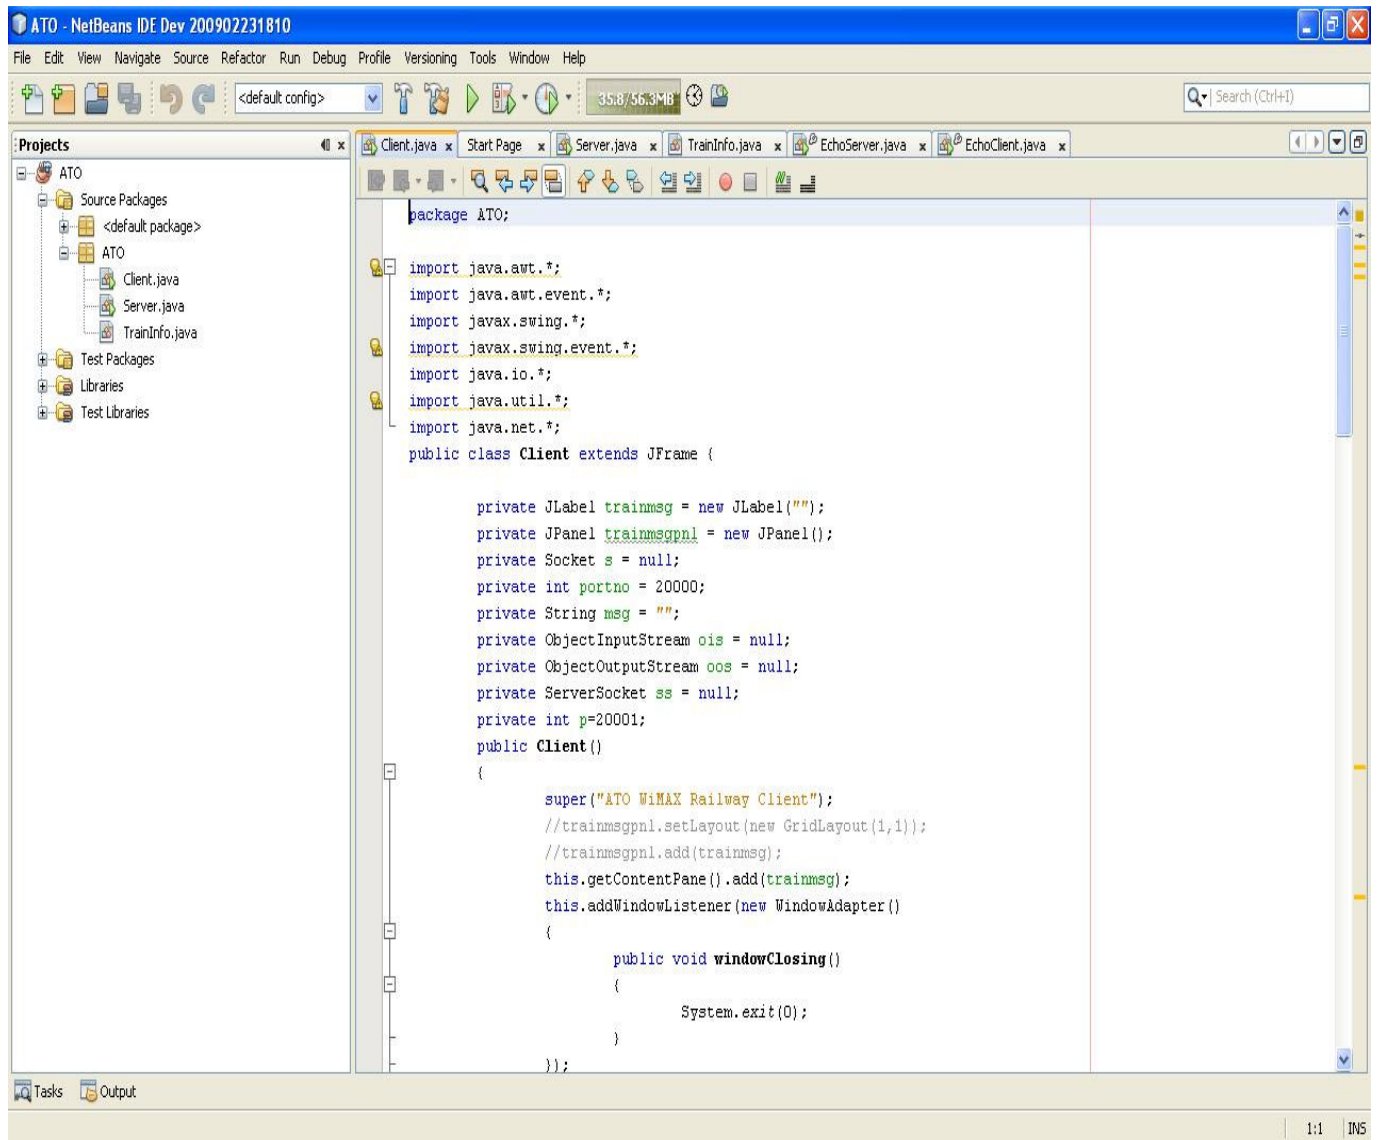 ATO - NetBeans IDE Dev 200902231810
File Edit View Navigate Source Refactor Run Debug Profile Versioning Tools Window Help
<default config>
35.8/56.3MB
Search (Ctrl+I)
Projects
Client.java x Start Page x Server.java x TrainInfo.java x EchoServer.java x EchoClient.java x
ATO
Source Packages
<default package>
ATO
Client.java
Server.java
TrainInfo.java
Test Packages
Libraries
Test Libraries
package ATO;
import java.awt.*;
import java.awt.event.*;
import javax.swing.*;
import javax.swing.event.*;
import java.io.*;
import java.util.*;
import java.net.*;
public class Client extends JFrame {
private JLabel trainmsg = new JLabel("");
private JPanel trainmsgpnl = new JPanel();
private Socket s = null;
private int portno = 20000;
private String msg = "";
private ObjectInputStream ois = null;
private ObjectOutputStream oos = null;
private ServerSocket ss = null;
private int p=20001;
public Client()
{
super("ATO WiMAX Railway Client");
//trainmsgpnl.setLayout(new GridLayout(1,1));
//trainmsgpnl.add(trainmsg);
this.getContentPane().add(trainmsg);
this.addWindowListener(new WindowAdapter()
{
public void windowClosing()
{
System.exit(0);
}
});
Tasks Output
1:1 INS